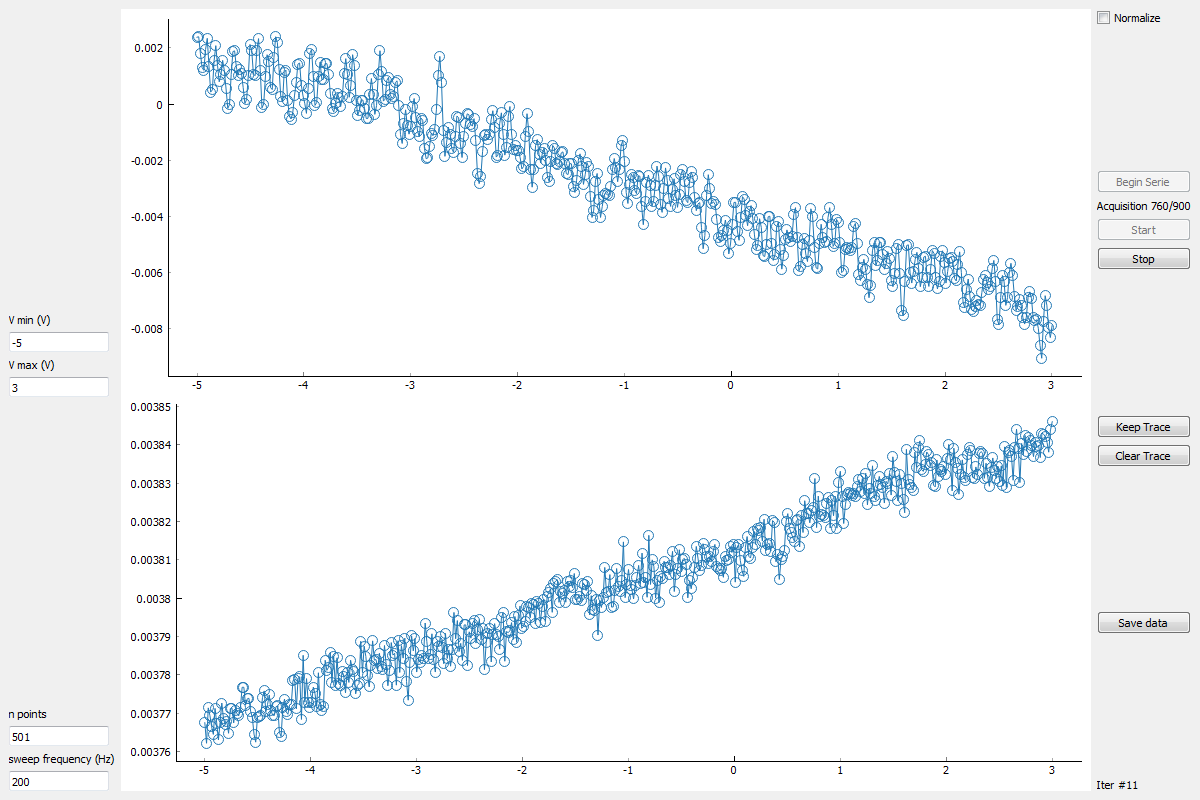 Normalize
0.002
0
-0.002
-0.004
-0.006
-0.008
-5 -4 -3 -2 -1 0 1 2 3
Begin Serie
Acquisition 760/900
Start
Stop
V min (V)
-5
V max (V)
3
0.00385
0.00384
0.00383
0.00382
0.00381
0.0038
0.00379
0.00378
0.00377
0.00376
-5 -4 -3 -2 -1 0 1 2 3
Keep Trace
Clear Trace
Save data
n points
501
sweep frequency (Hz)
200
Iter #11